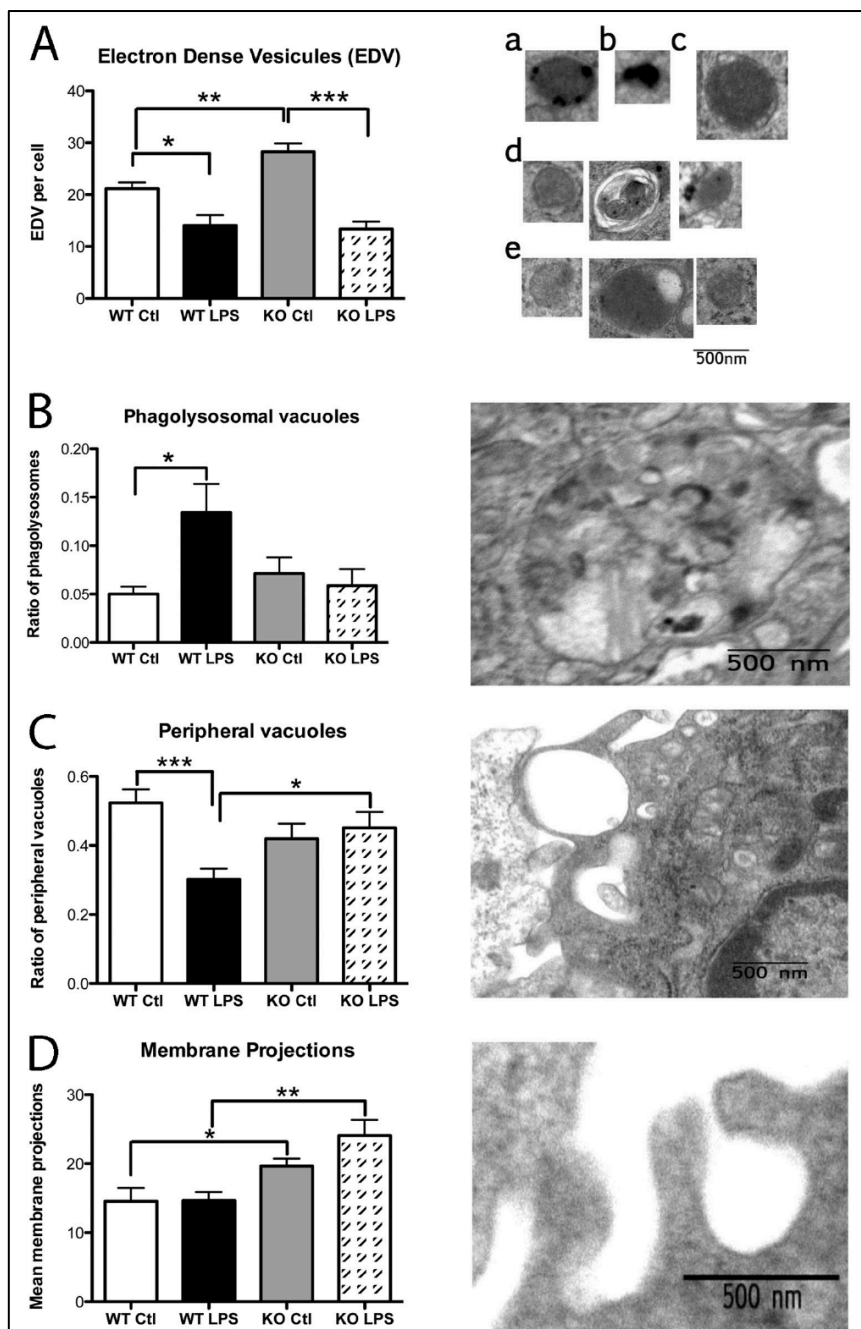 A
Electron Dense Vesicules (EDV)
EDV per cell
40
30
20
10
0
** ***
*
WT Ctl WT LPS KO Ctl KO LPS
a b c
d
e
500nm
B
Phagolysosomal vacuoles
Ratio of phagolysosomes
0.20
0.15
0.10
0.05
0.00
*
WT Ctl WT LPS KO Ctl KO LPS
500 nm
C
Peripheral vacuoles
Ratio of peripheral vacuoles
0.6
0.4
0.2
0.0
*** *
WT Ctl WT LPS KO Ctl KO LPS
500 nm
D
Membrane Projections
Mean membrane projections
30
20
10
0
**
*
WT Ctl WT LPS KO Ctl KO LPS
500 nm